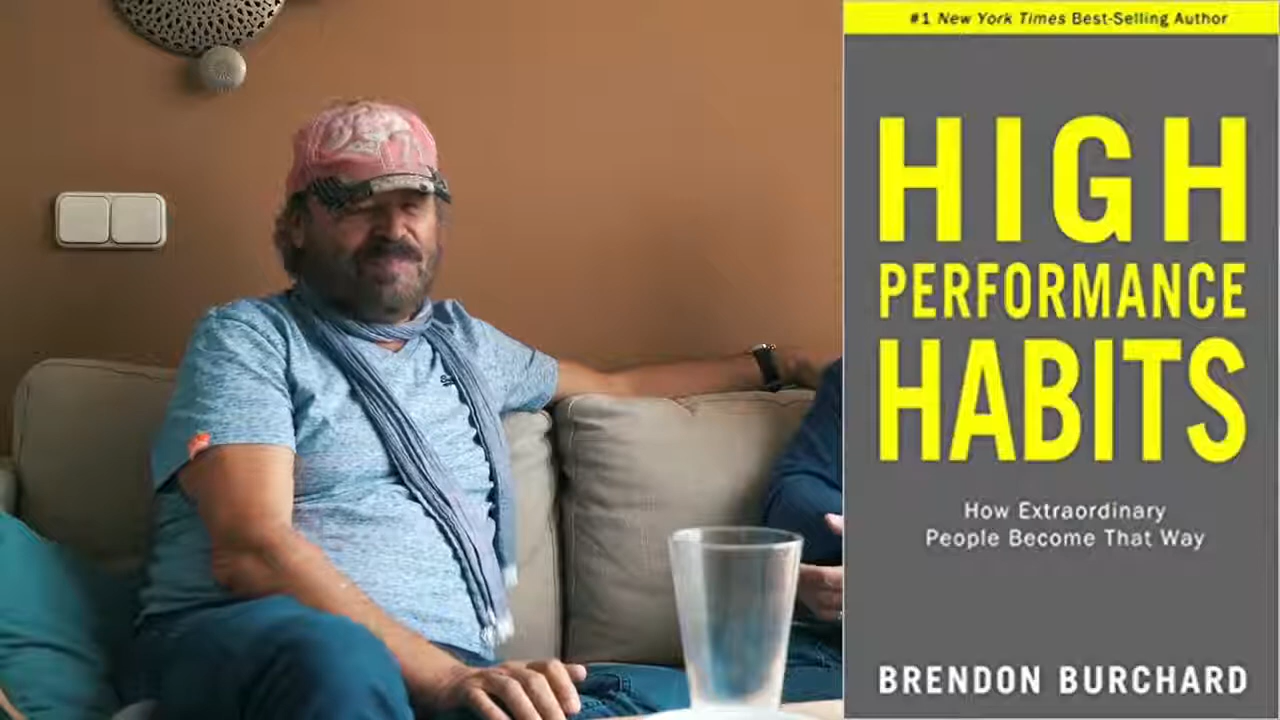 #1 New York Times Best-Selling Author
HIGH
PERFORMANCE
HABITS
How Extraordinary
People Become That Way
BRENDON BURCHARD